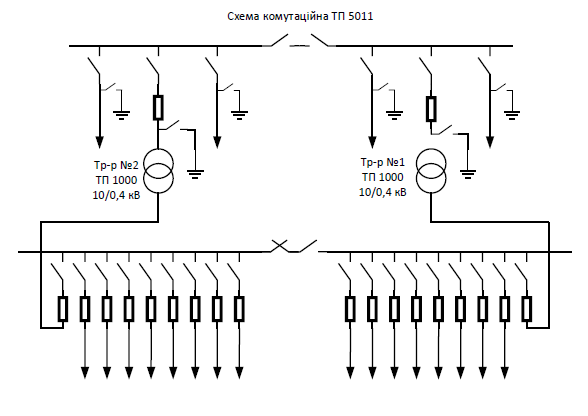 Схема комутаційна ТП 5011
Тр-р №2
ТП 1000
10/0,4 кВ
Тр-р №1
ТП 1000
10/0,4 кВ